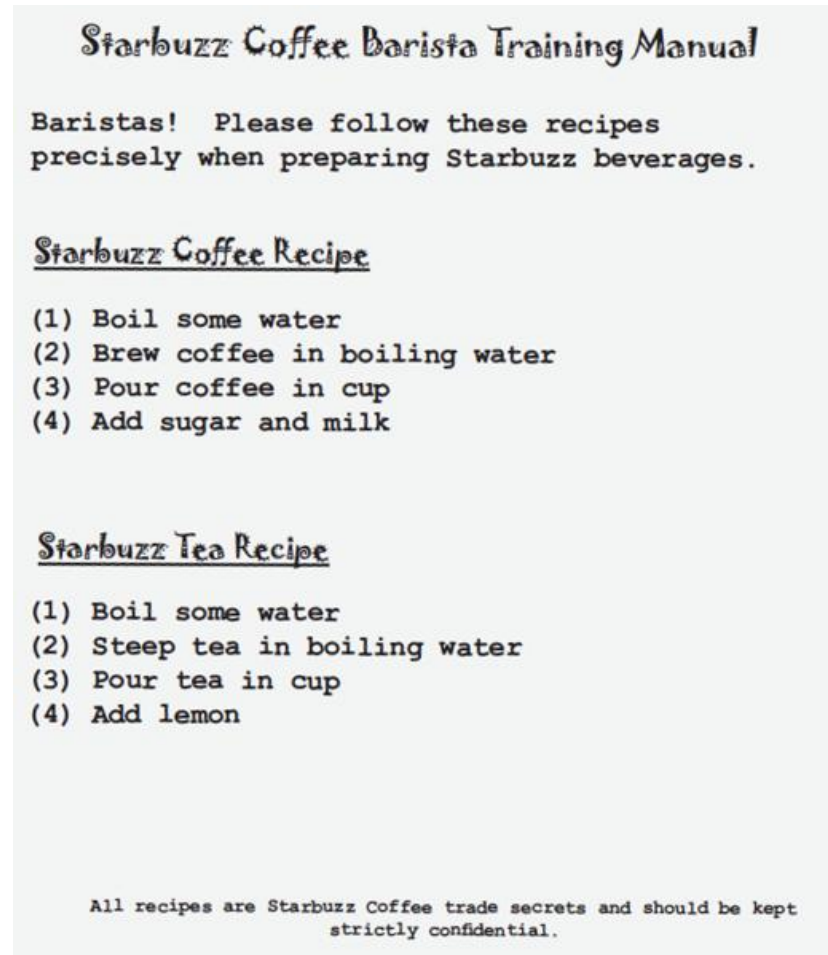 Starbuzz Coffee Barista Training Manual
Baristas! Please follow these recipes
precisely when preparing Starbuzz beverages.
Starbuzz Coffee Recipe
(1) Boil some water
(2) Brew coffee in boiling water
(3) Pour coffee in cup
(4) Add sugar and milk
Starbuzz Tea Recipe
(1) Boil some water
(2) Steep tea in boiling water
(3) Pour tea in cup
(4) Add lemon
All recipes are Starbuzz Coffee trade secrets and should be kept
strictly confidential.